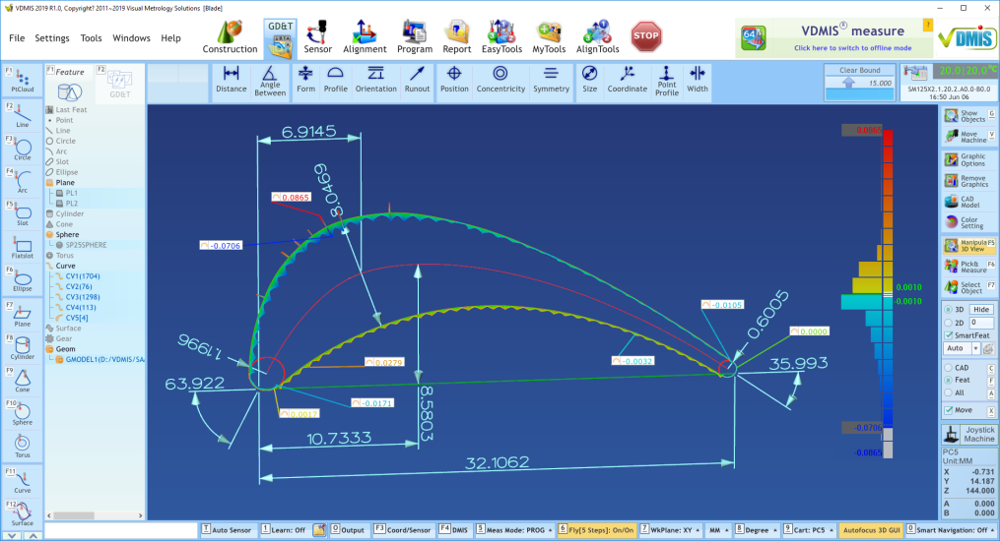 VDMIS 2019 R1.0, Copyright? 2011~2019 Visual Metrology Solutions [Blade]
File Settings Tools Windows Help
Construction
GD&T
Sensor
Alignment
Program
Report
EasyTools
MyTools
AlignTools
STOP
64
VDMIS® measure
Click here to switch to offline mode
!
VDMIS
F1
PtCloud
F1 Feature
F2
GD&T
Distance
Angle
Between
Form
Profile
Orientation
Runout
Position
Concentricity
Symmetry
Size
Coordinate
Point
Profile
Width
Clear Bound
15.000
20.0|20.0°C
SM125X2.1.20.2.A0.0-B0.0
16:50 Jun 06
F2
Line
F3
Circle
F4
Arc
F5
Slot
Flatslot
F6
Ellipse
F7
Plane
F8
Cylinder
F9
Cone
F10
Sphere
Torus
F11
Curve
F12
Surface
Last Feat
Point
Line
Circle
Arc
Slot
Ellipse
Plane
PL1
PL2
Cylinder
Cone
Sphere
SP25SPHERE
Torus
Curve
CV1(1704)
CV2(76)
CV3(1298)
CV4(113)
CV5[4]
Surface
Gear
Geom
GMODEL1(D:/VDMIS/SA
6.9145
8.0469
0.0865
-0.0706
1.1996
63.922
0.0279
-0.0171
0.0017
10.7333
8.5803
32.1062
-0.0032
-0.0105
0.6005
0.0000
35.993
0.0865
0.0010
-0.0010
-0.0706
-0.0865
Show
Objects
G
Move
Machine
V
Graphic
Options
Remove
Graphics
CAD
Model
Color
Setting
Manipula
3D View
F5
Pick&
Measure
F6
Select
Object
F7
3D Hide
2D 0
SmartFeat
Auto
CAD C
Feat F
All A
Move X
Joystick
Machine
PC5
Unit:MM
X -0.731
Y 14.187
Z 144.000
A 0.000
B 0.000
T Auto Sensor
1 Learn: Off
O Output
F3 Coord/Sensor
F4 DMIS
5 Meas Mode: PROG
6 Fly[5 Steps]: On/On
7 WkPlane: XY
MM
8 Degree
9 Cart: PC5
Autofocus 3D GUI
0 Smart Navigation: Off